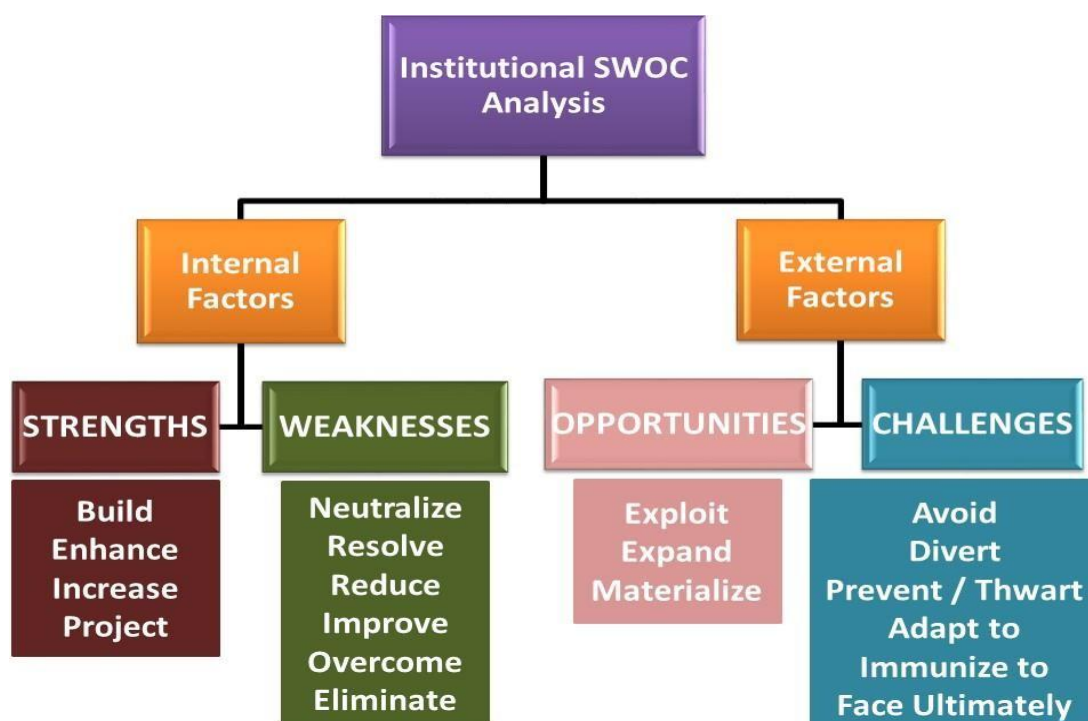 Institutional SWOC
Analysis
Internal
Factors
External
Factors
STRENGTHS
WEAKNESSES
OPPORTUNITIES
CHALLENGES
Build
Enhance
Increase
Project
Neutralize
Resolve
Reduce
Improve
Overcome
Eliminate
Exploit
Expand
Materialize
Avoid
Divert
Prevent / Thwart
Adapt to
Immunize to
Face Ultimately